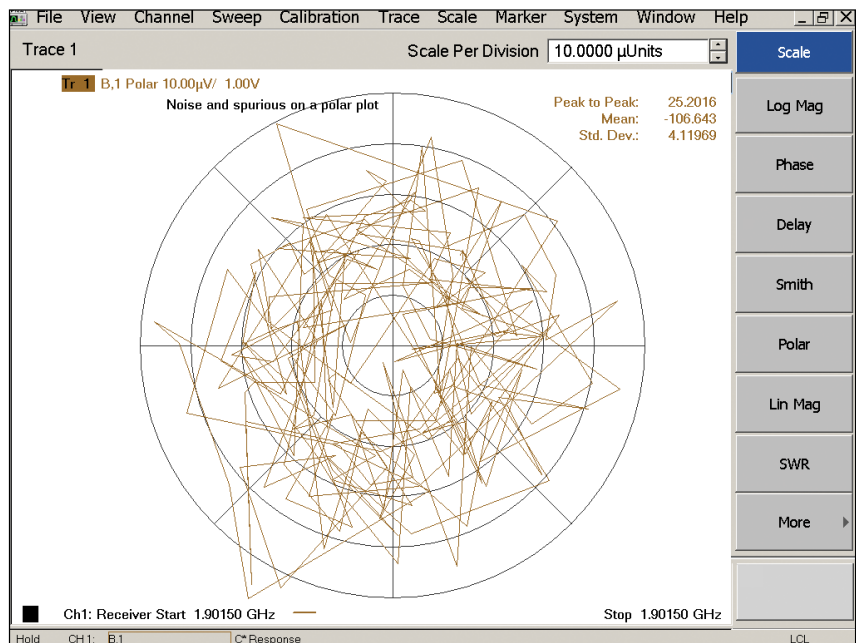 File View Channel Sweep Calibration Trace Scale Marker System Window Help
Trace 1 Scale Per Division 10.0000 µUnits
Scale
Tr 1 B,1 Polar 10.00µV/ 1.00V
Noise and spurious on a polar plot
Peak to Peak: 25.2016
Mean: -106.643
Std. Dev.: 4.11969
Log Mag
Phase
Delay
Smith
Polar
Lin Mag
SWR
More
Ch1: Receiver Start 1.90150 GHz Stop 1.90150 GHz
Hold CH 1: B,1 C* Response LCL